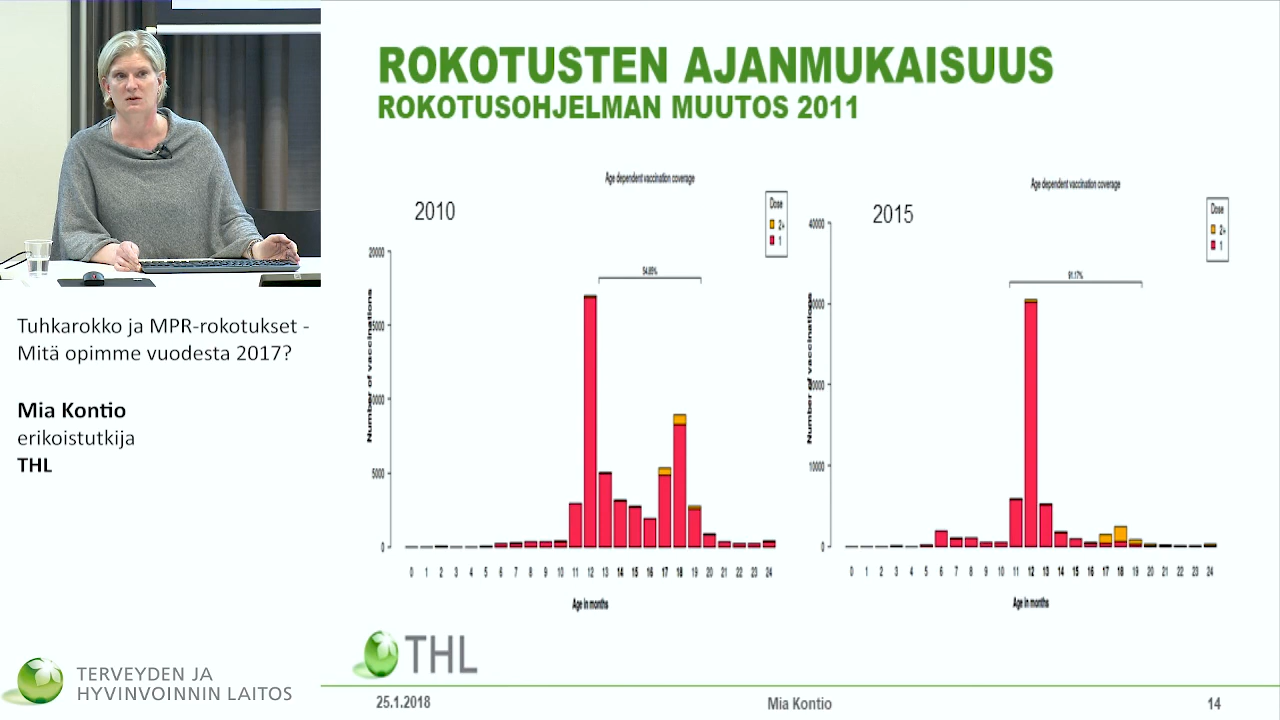 ROKOTUSTEN AJANMUKAISUUS
ROKOTUSOHJELMAN MUUTOS 2011
Age dependent vaccination coverage
2010
Dose
2+
1
20000
15000
10000
5000
0
Number of vaccinations
54.85%
0 1 2 3 4 5 6 7 8 9 10 11 12 13 14 15 16 17 18 19 20 21 22 23 24
Age in months
Age dependent vaccination coverage
2015
Dose
2+
1
40000
30000
20000
10000
0
Number of vaccinations
91.17%
0 1 2 3 4 5 6 7 8 9 10 11 12 13 14 15 16 17 18 19 20 21 22 23 24
Age in months
Tuhkarokko ja MPR-rokotukset -
Mitä opimme vuodesta 2017?
Mia Kontio
erikoistutkija
THL
TERVEYDEN JA
HYVINVOINNIN LAITOS
THL
25.1.2018
Mia Kontio
14